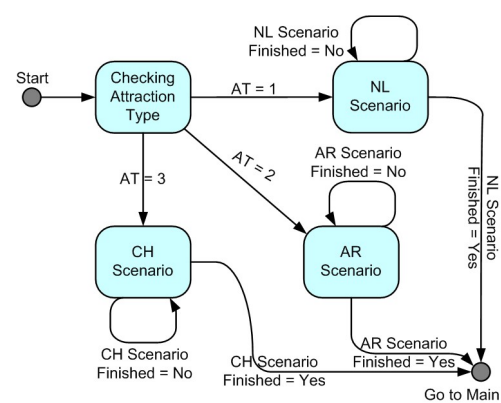 NL Scenario
Finished = No
Start
Checking
Attraction
Type
AT = 1
NL
Scenario
AT = 2
AR Scenario
Finished = No
AT = 3
NL Scenario
Finished = Yes
CH
Scenario
AR
Scenario
CH Scenario
Finished = No
CH Scenario
Finished = Yes
AR Scenario
Finished = Yes
Go to Main